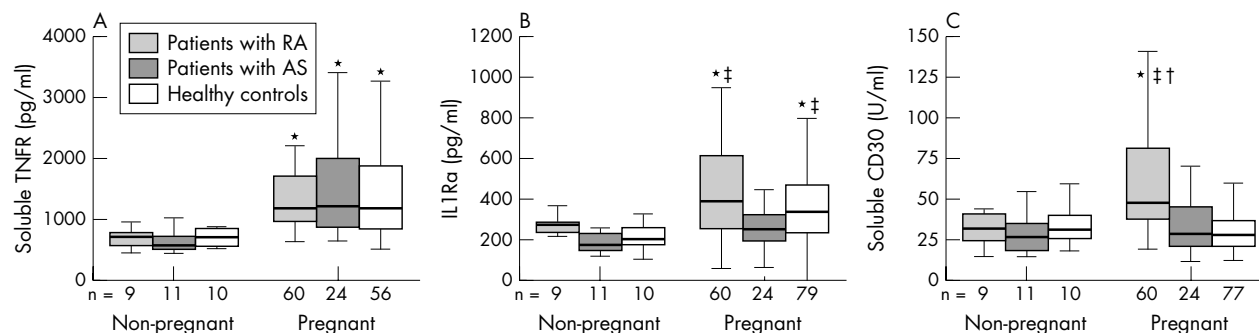 A
Soluble TNFR (pg/ml)
5000
4000
3000
2000
1000
0
Patients with RA
Patients with AS
Healthy controls
★
★
★
n = 9 11 10 60 24 56
Non-pregnant Pregnant
B
IL1Ra (pg/ml)
1200
1000
800
600
400
200
0
★ ‡
★ ‡
n = 9 11 10 60 24 79
Non-pregnant Pregnant
C
Soluble CD30 (U/ml)
150
125
100
75
50
25
0
★ ‡ †
n = 9 11 10 60 24 77
Non-pregnant Pregnant